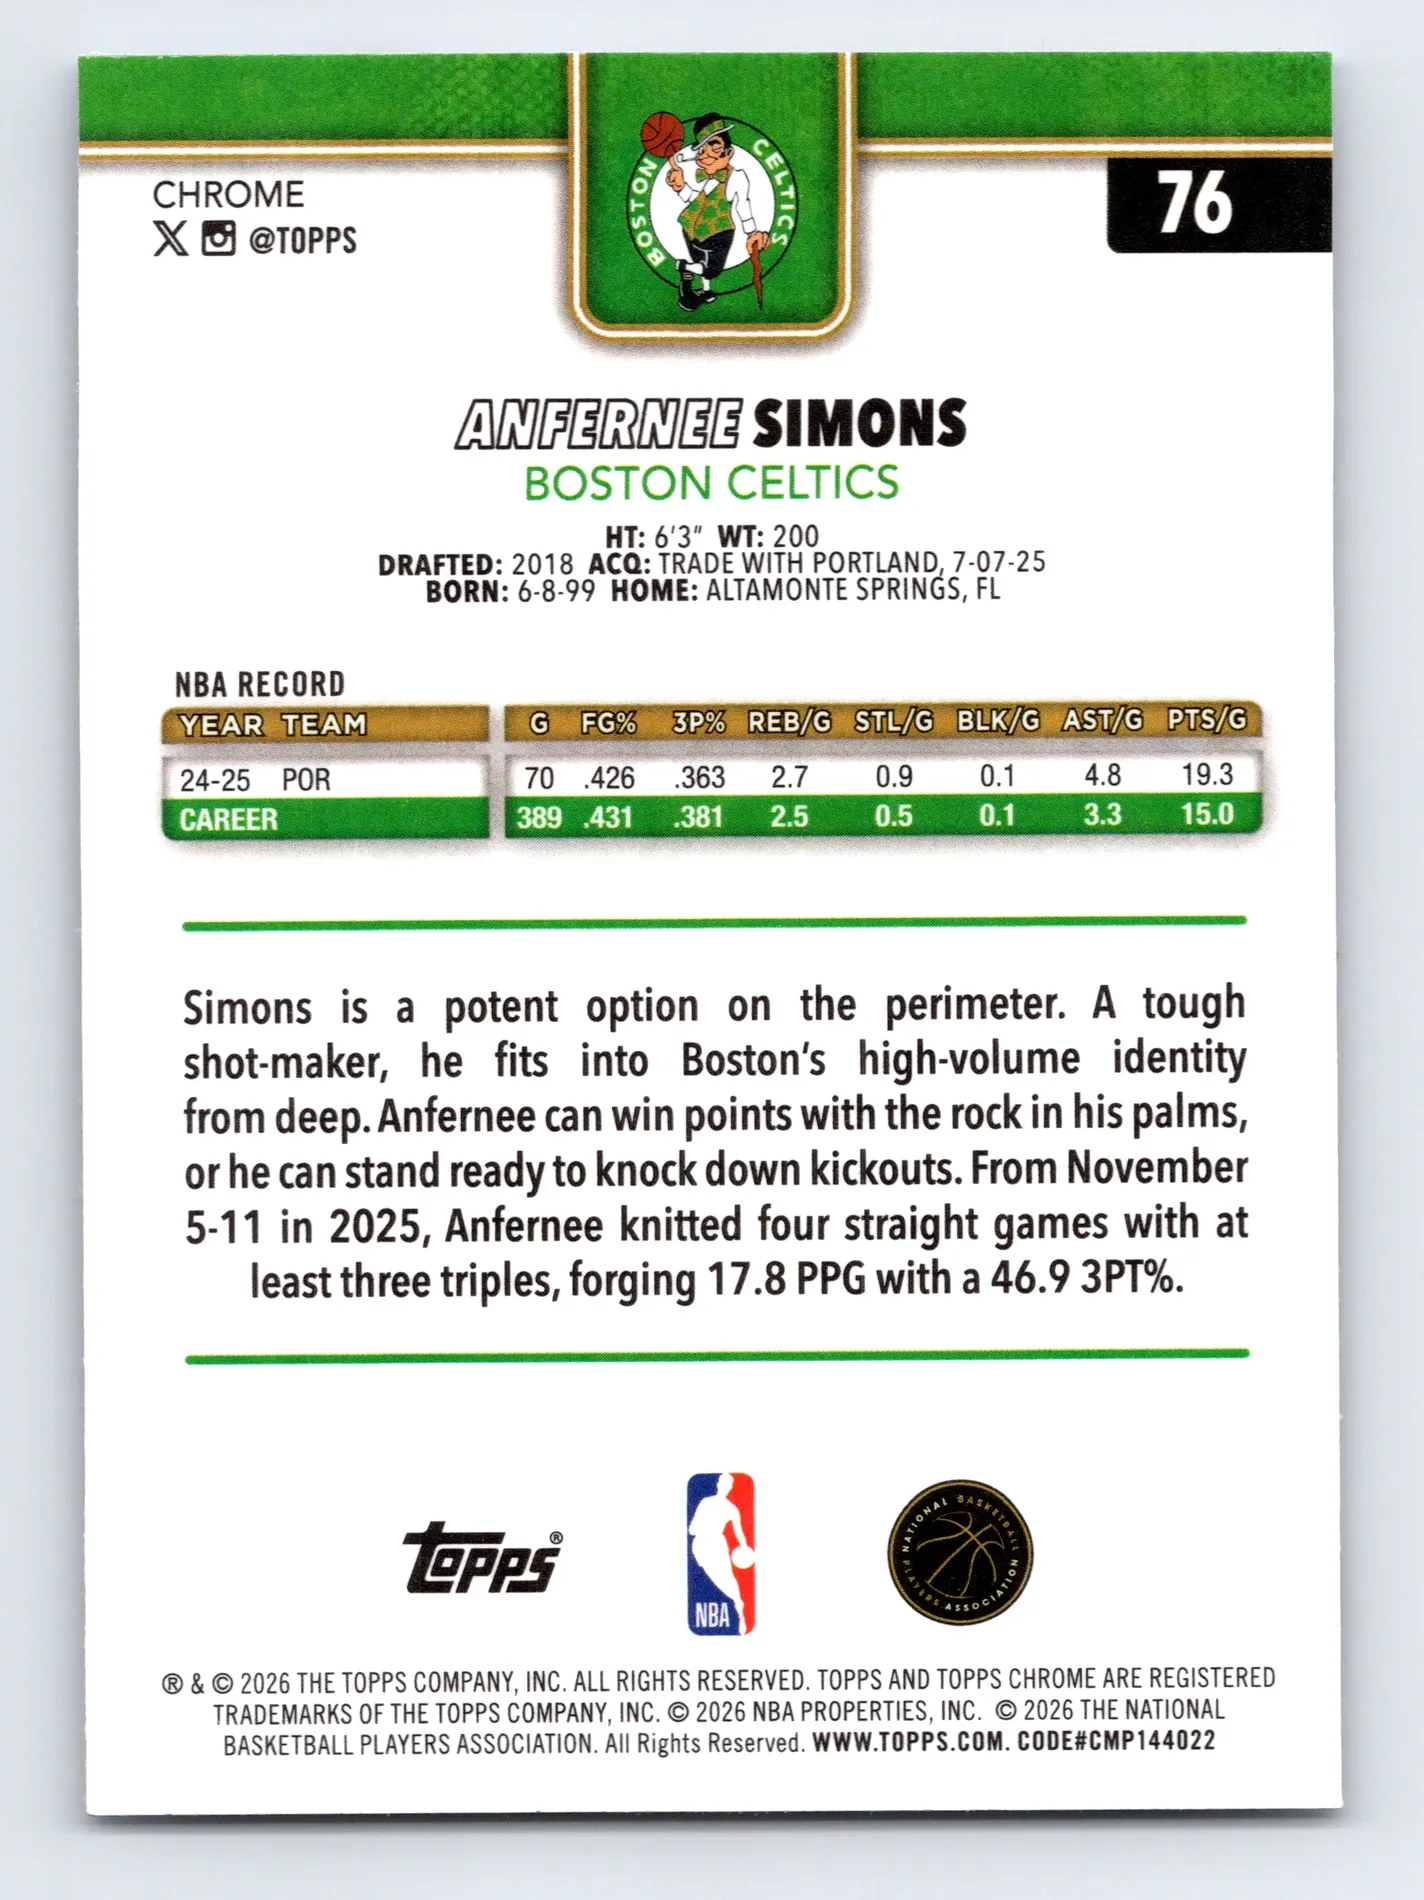 CHROME
X @TOPPS
BOSTON CELTICS
76
ANFERNEE SIMONS
BOSTON CELTICS
HT: 6'3" WT: 200
DRAFTED: 2018 ACQ: TRADE WITH PORTLAND, 7-07-25
BORN: 6-8-99 HOME: ALTAMONTE SPRINGS, FL
NBA RECORD
YEAR TEAM G FG% 3P% REB/G STL/G BLK/G AST/G PTS/G
24-25 POR 70 .426 .363 2.7 0.9 0.1 4.8 19.3
CAREER 389 .431 .381 2.5 0.5 0.1 3.3 15.0
Simons is a potent option on the perimeter. A tough
shot-maker, he fits into Boston's high-volume identity
from deep. Anfernee can win points with the rock in his palms,
or he can stand ready to knock down kickouts. From November
5-11 in 2025, Anfernee knitted four straight games with at
least three triples, forging 17.8 PPG with a 46.9 3PT%.
Topps®
NBA
NATIONAL BASKETBALL PLAYERS ASSOCIATION
® & © 2026 THE TOPPS COMPANY, INC. ALL RIGHTS RESERVED. TOPPS AND TOPPS CHROME ARE REGISTERED
TRADEMARKS OF THE TOPPS COMPANY, INC. © 2026 NBA PROPERTIES, INC. © 2026 THE NATIONAL
BASKETBALL PLAYERS ASSOCIATION. All Rights Reserved. WWW.TOPPS.COM. CODE#CMP144022